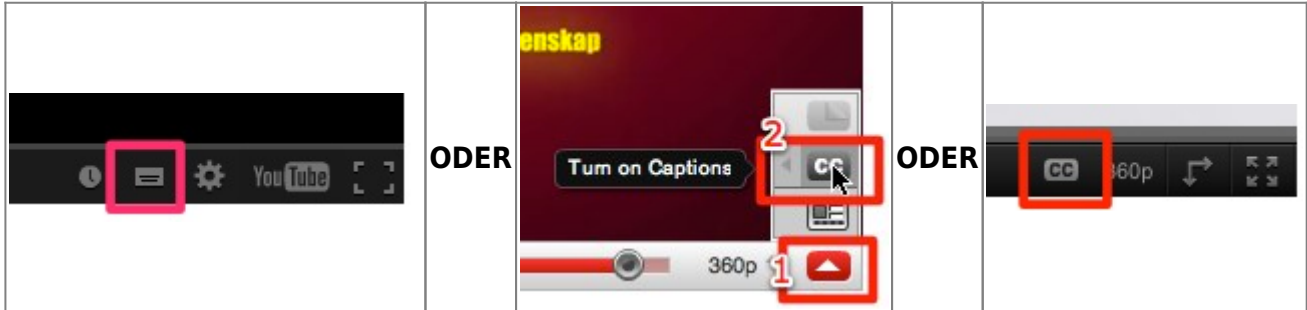 YouTube
ODER
enskap
2
Turn on Captions
CC
360p
1
ODER
CC
360p